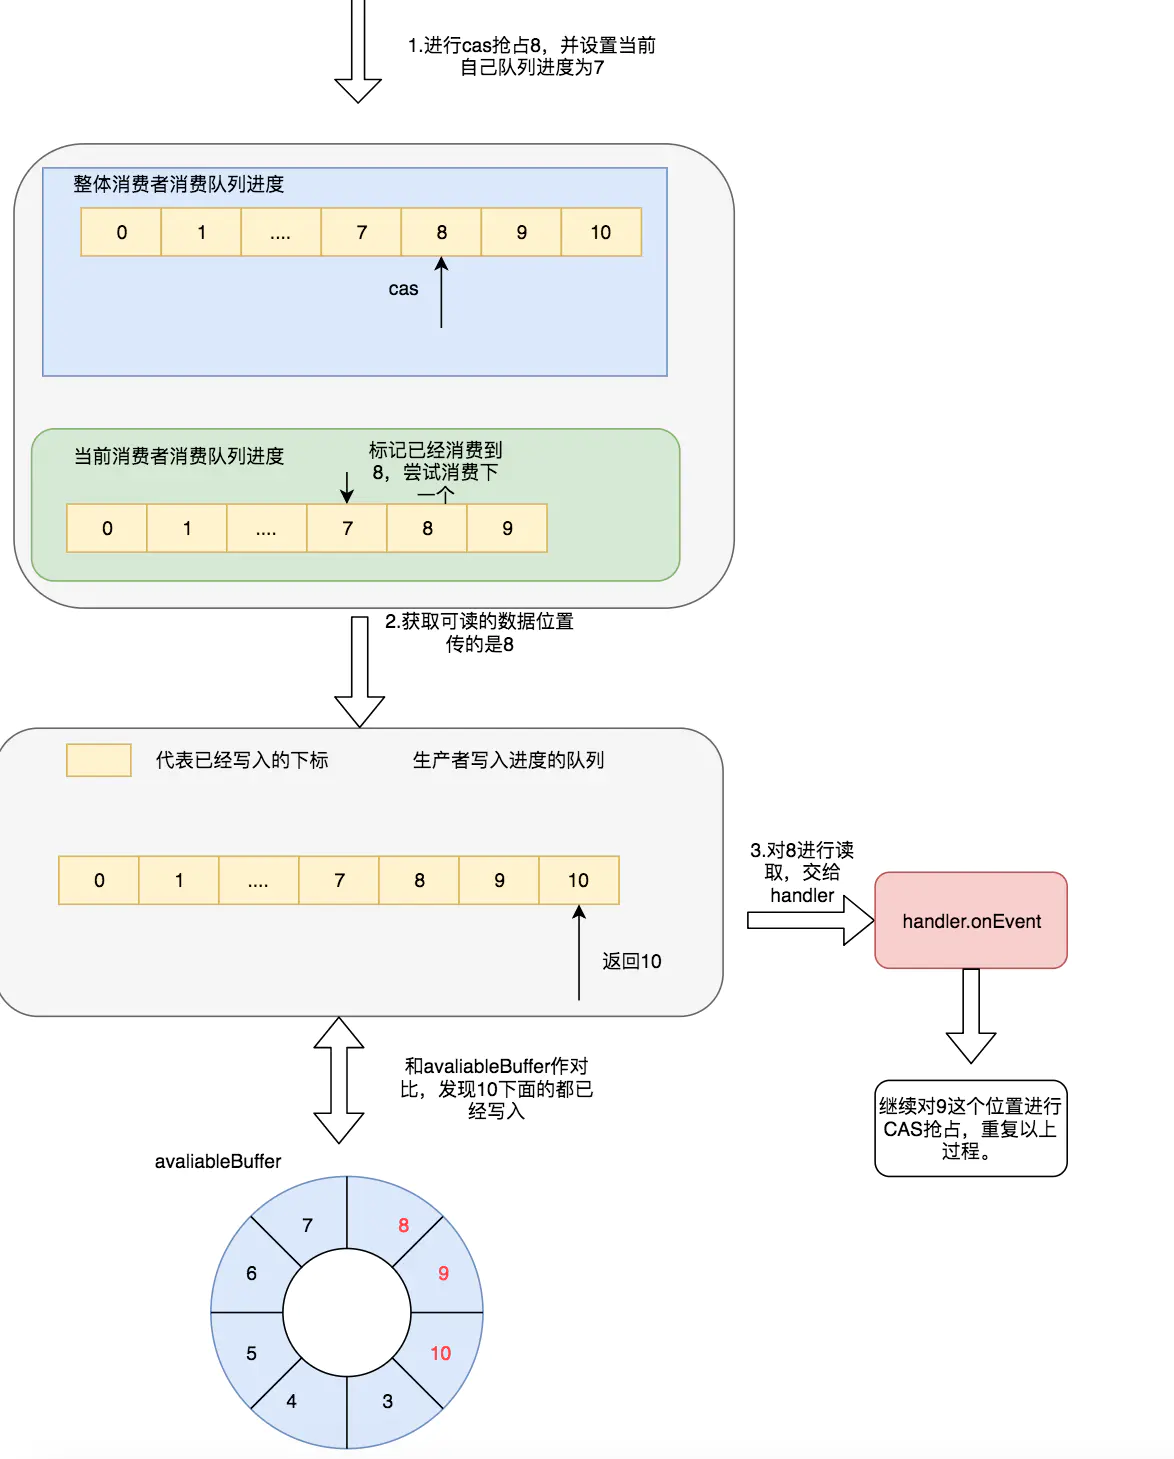 1.进行cas抢占8，并设置当前
自己队列进度为7
整体消费者消费队列进度
0 1 .... 7 8 9 10
cas
当前消费者消费队列进度
标记已经消费到
8，尝试消费下
一个
0 1 .... 7 8 9
2.获取可读的数据位置
传的是8
代表已经写入的下标 生产者写入进度的队列
0 1 .... 7 8 9 10
返回10
3.对8进行读
取，交给
handler
handler.onEvent
继续对9这个位置进行
CAS抢占，重复以上
过程。
和avaliableBuffer作对
比，发现10下面的都已
经写入
avaliableBuffer
7 8
6 9
5 10
4 3